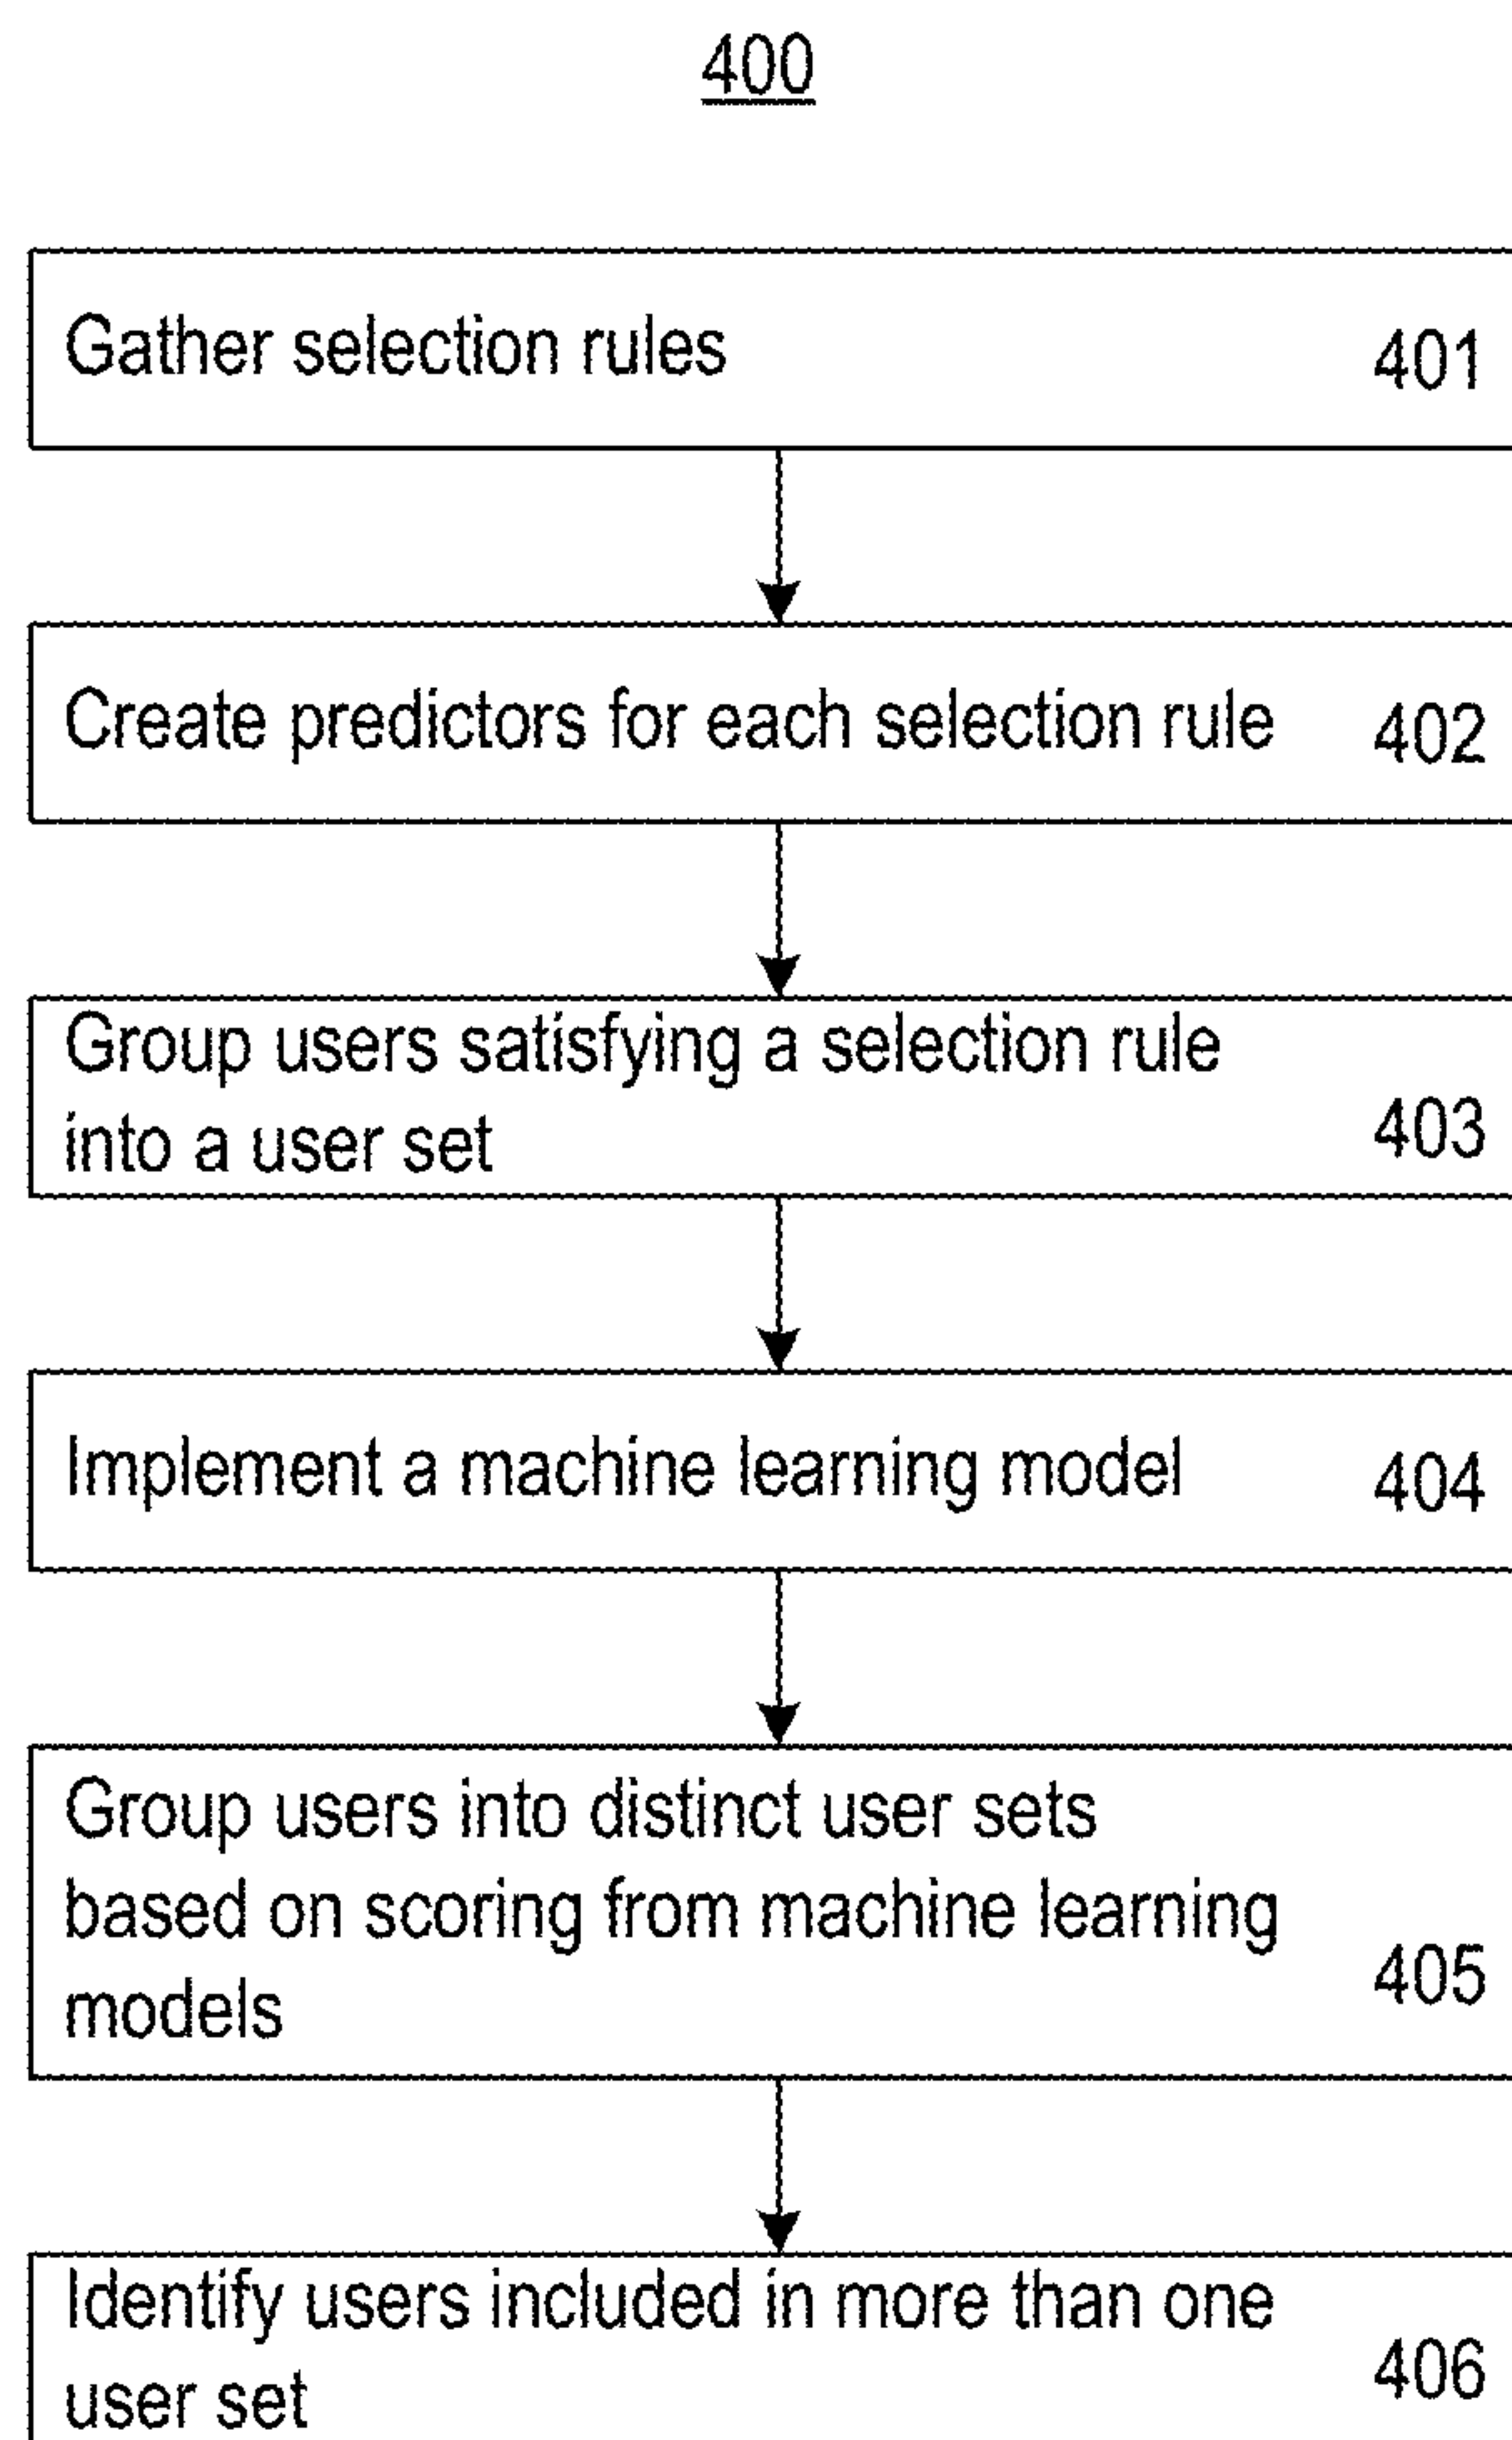 400
Gather selection rules 401
Create predictors for each selection rule 402
Group users satisfying a selection rule
into a user set 403
Implement a machine learning model 404
Group users into distinct user sets
based on scoring from machine learning
models 405
Identify users included in more than one
user set 406